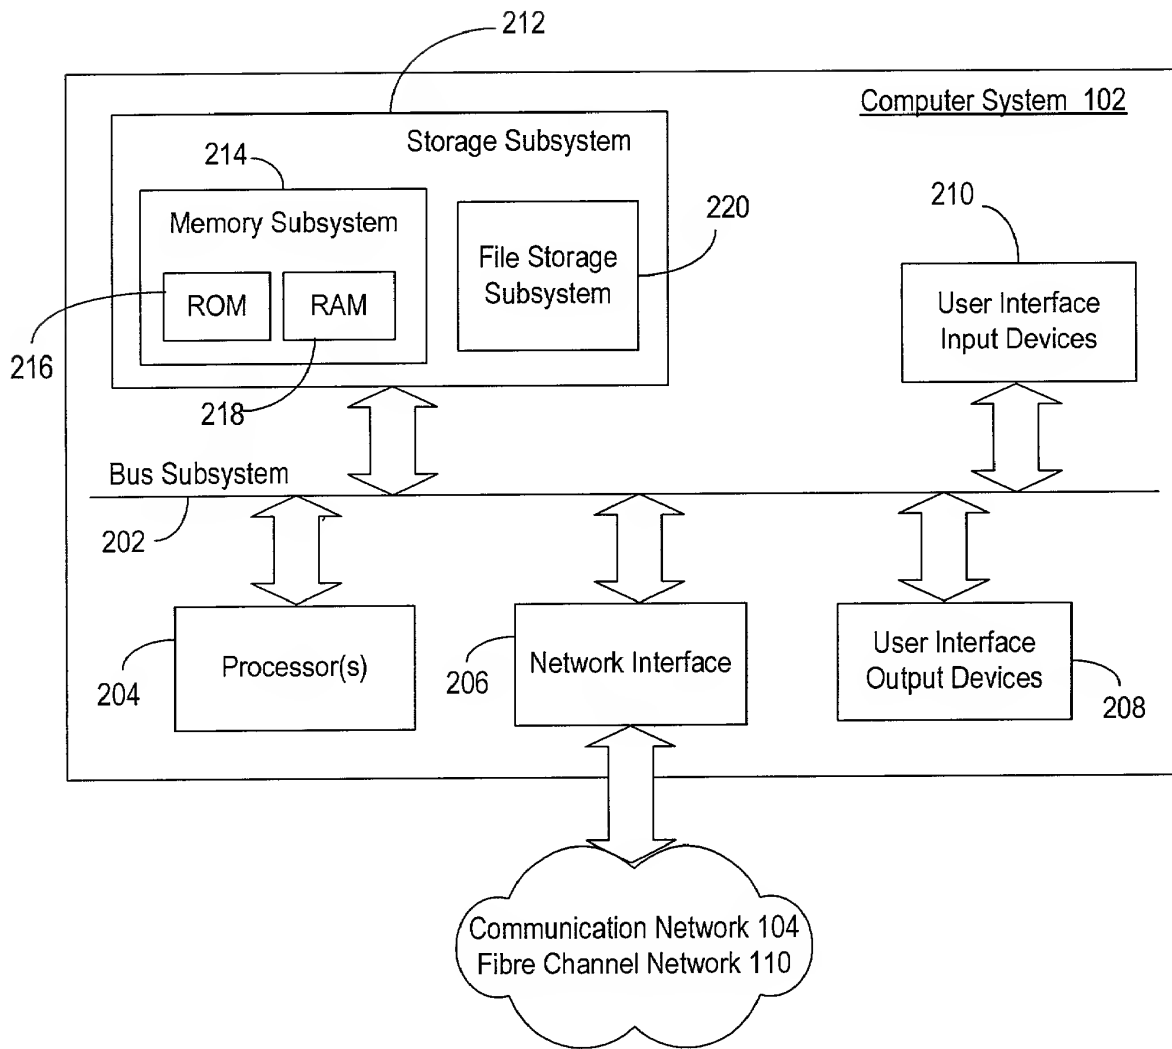 212
Computer System 102
Storage Subsystem
214
210
220
Memory Subsystem
File Storage
Subsystem
ROM
RAM
User Interface
Input Devices
216
218
Bus Subsystem
202
Processor(s)
Network Interface
User Interface
Output Devices
204
206
208
Communication Network 104
Fibre Channel Network 110